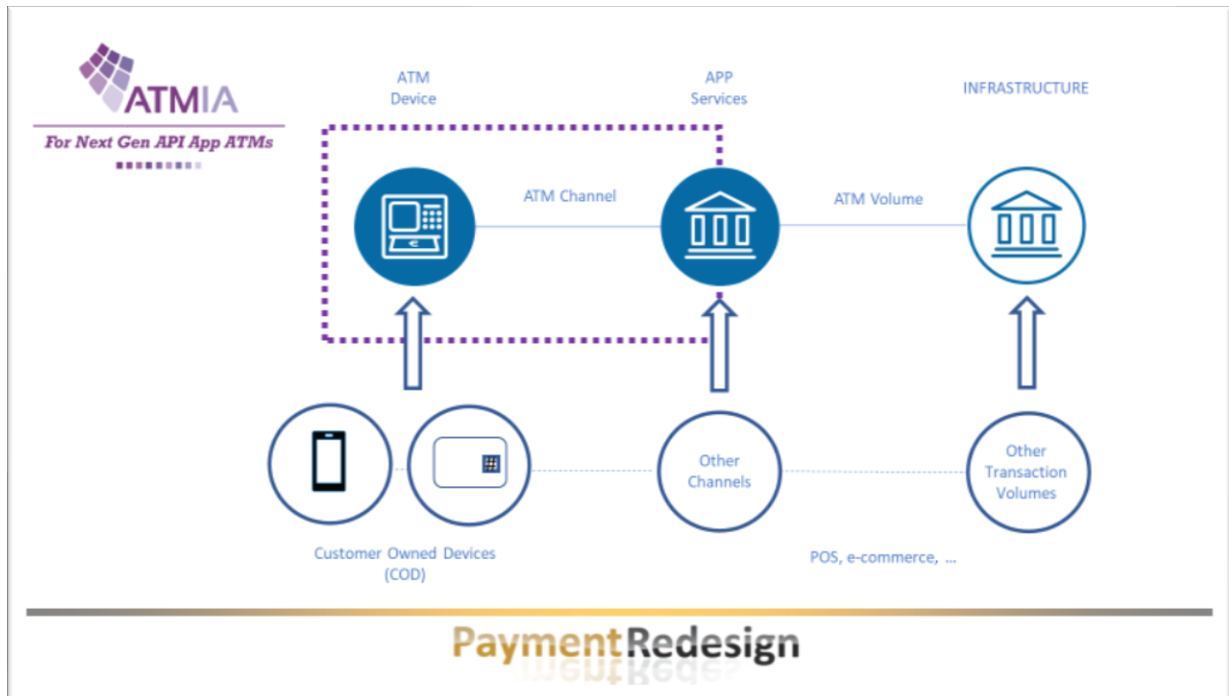 ATMIA
For Next Gen API App ATMs
ATM
Device
APP
Services
INFRASTRUCTURE
ATM Channel
ATM Volume
Other
Channels
Other
Transaction
Volumes
Customer Owned Devices
(COD)
POS, e-commerce, ...
PaymentRedesign